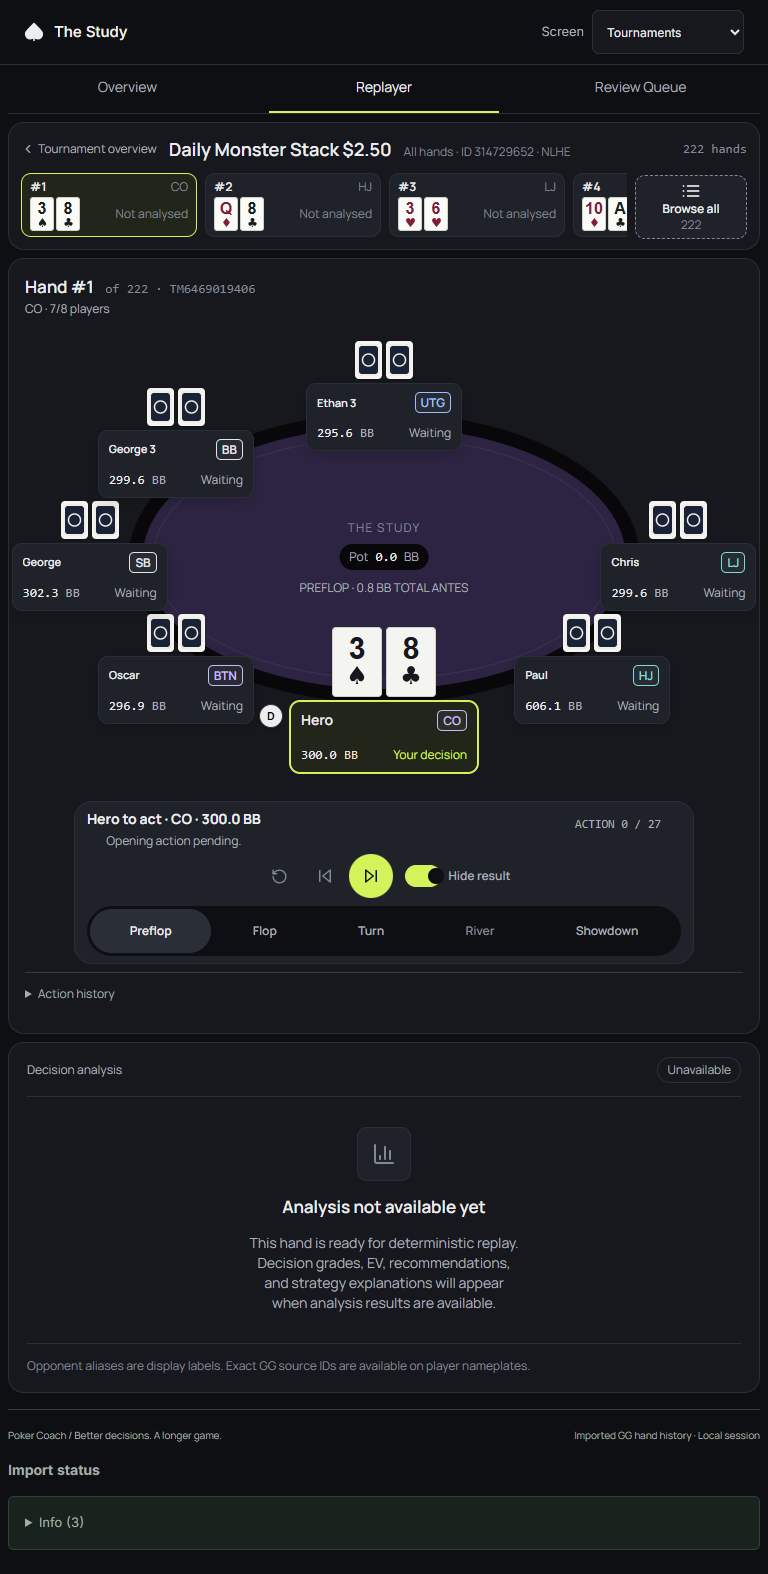 The Study
Screen
Tournaments
Overview
Replayer
Review Queue
Tournament overview
Daily Monster Stack $2.50
All hands · ID 314729652 · NLHE
222 hands
#1
CO
3 ♠
8 ♣
Not analysed
#2
HJ
Q ♦
8 ♣
Not analysed
#3
LJ
3 ♥
6 ♥
Not analysed
#4
10 ♦
A ♣
Browse all
222
Hand #1 of 222 · TM6469019406
CO · 7/8 players
Ethan 3
UTG
295.6 BB
Waiting
George 3
BB
299.6 BB
Waiting
George
SB
302.3 BB
Waiting
Chris
LJ
299.6 BB
Waiting
THE STUDY
Pot 0.0 BB
PREFLOP · 0.8 BB TOTAL ANTES
Oscar
BTN
296.9 BB
Waiting
Paul
HJ
606.1 BB
Waiting
3 ♠
8 ♣
D
Hero
CO
300.0 BB
Your decision
Hero to act · CO · 300.0 BB
ACTION 0 / 27
Opening action pending.
Hide result
Preflop
Flop
Turn
River
Showdown
Action history
Decision analysis
Unavailable
Analysis not available yet
This hand is ready for deterministic replay.
Decision grades, EV, recommendations,
and strategy explanations will appear
when analysis results are available.
Opponent aliases are display labels. Exact GG source IDs are available on player nameplates.
Poker Coach / Better decisions. A longer game.
Imported GG hand history · Local session
Import status
Info (3)